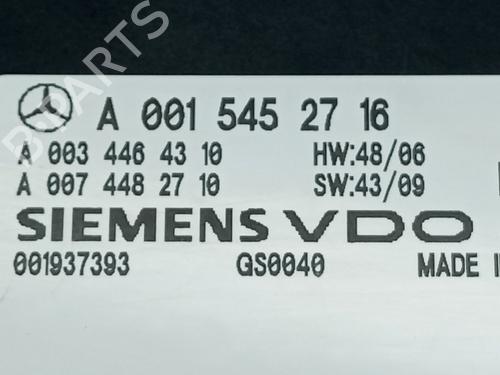 A 001 545 27 16
A 003 446 43 10 HW:48/06
A 007 448 27 10 SW:43/09
SIEMENS VDO
001937393 GS0040 MADE
B-PARTS